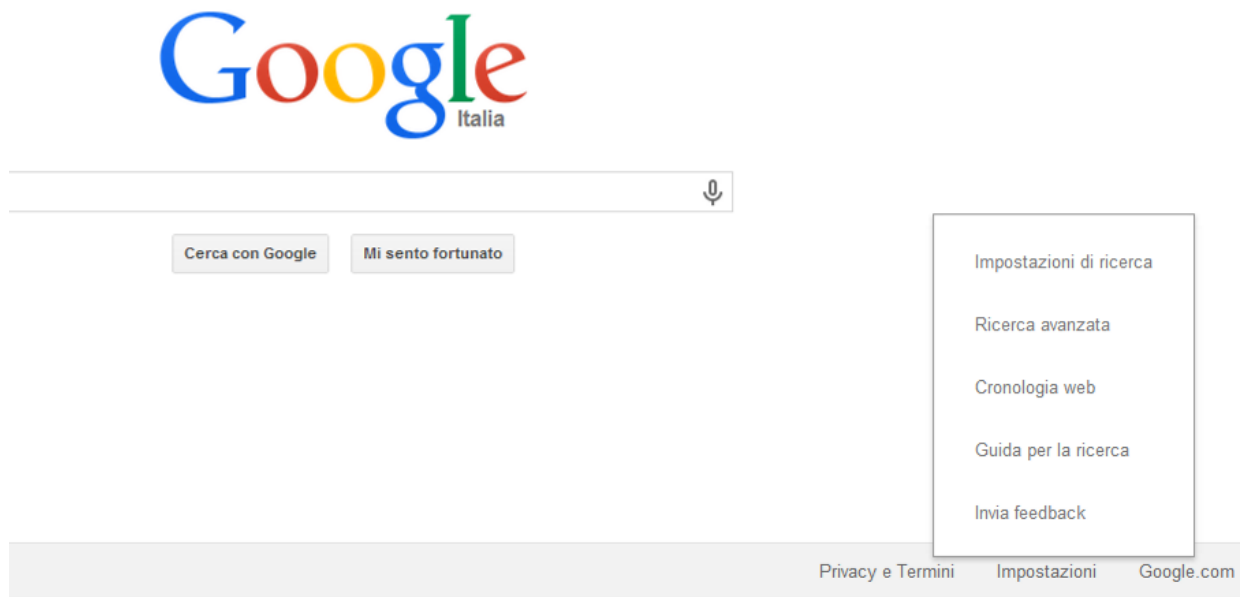 Google
Italia
Cerca con Google
Mi sento fortunato
Impostazioni di ricerca
Ricerca avanzata
Cronologia web
Guida per la ricerca
Invia feedback
Privacy e Termini
Impostazioni
Google.com